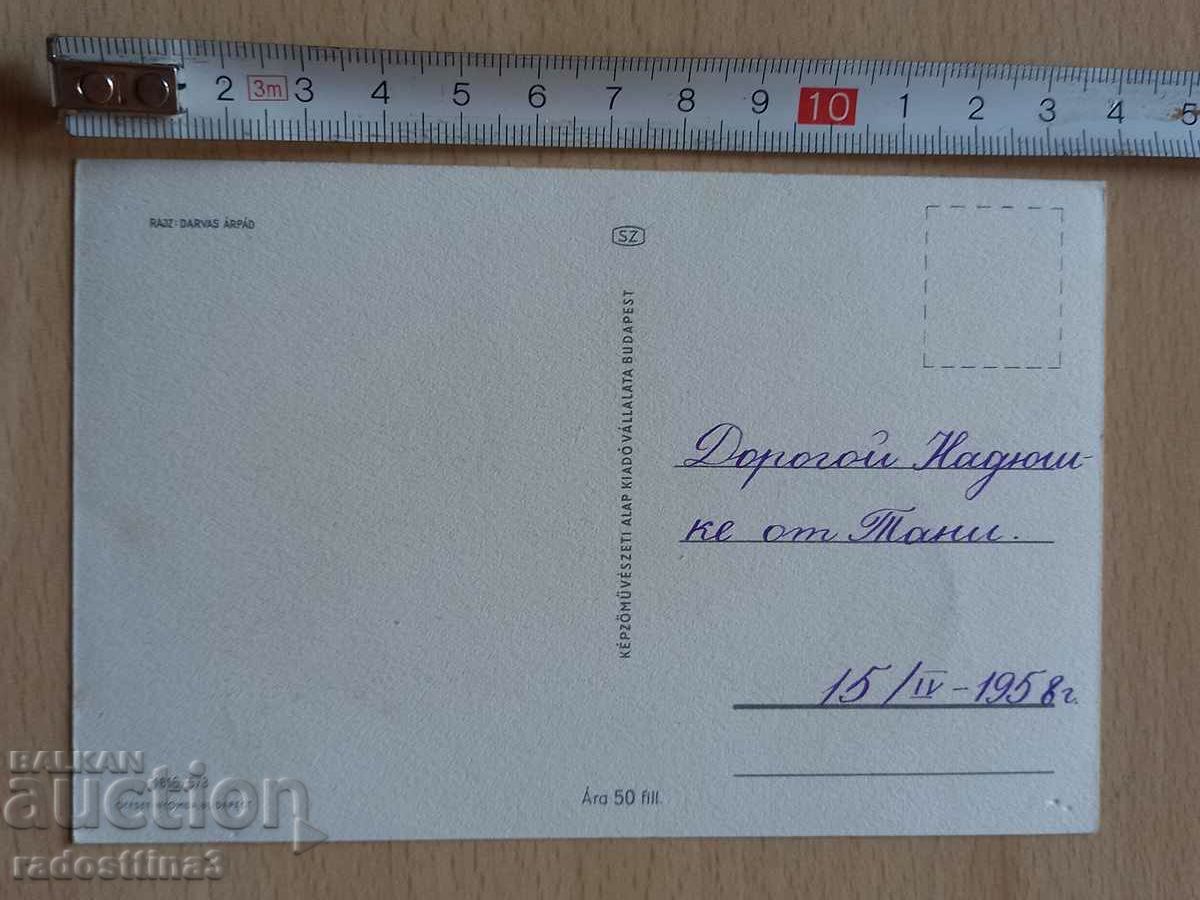 2 3m 3 4 5 6 7 8 9 10 1 2 3 4 5
RAJZ: DARVAS ÁRPÁD
SZ
KÉPZŐMŰVÉSZETI ALAP KIADÓVÁLLALATA BUDAPEST
Дорогой Надюш-
ке от Тани.
15/IV-1958г.
Ára 50 fill.
BALKAN
auction
radosttina3